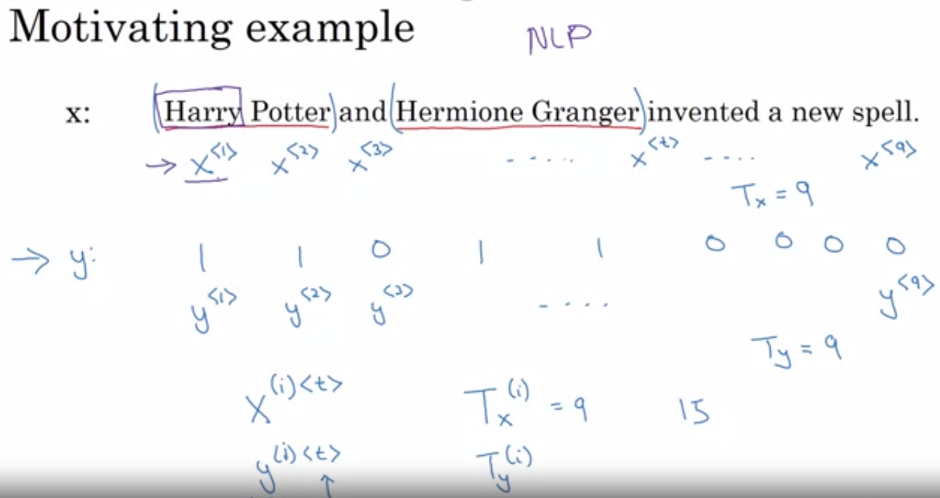 Motivating example NLP
x: (Harry Potter) and (Hermione Granger) invented a new spell.
→ x^<1> x^<2> x^<3> ..... x^<t> .... x^<9>
T_x = 9
→ y: 1 1 0 1 1 0 0 0 0
y^<1> y^<2> y^<3> .... y^<9>
T_y = 9
X^(i)<t> T_x^(i) = 9 15
y^(i)<t> T_y^(i)
↑